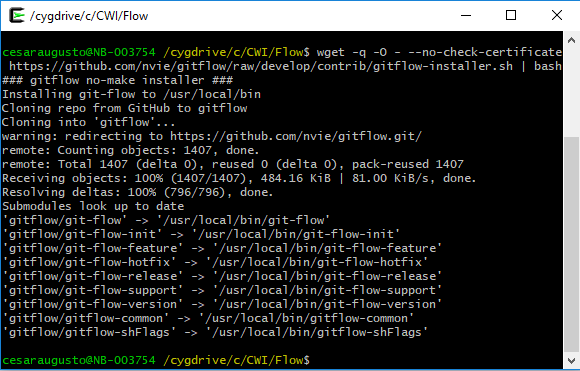 /cygdrive/c/CWI/Flow
cesaraugusto@NB-003754 /cygdrive/c/CWI/Flow$ wget -q -O - --no-check-certificate
https://github.com/nvie/gitflow/raw/develop/contrib/gitflow-installer.sh | bash
### gitflow no-make installer ###
Installing git-flow to /usr/local/bin
Cloning repo from GitHub to gitflow
Cloning into 'gitflow'...
warning: redirecting to https://github.com/nvie/gitflow.git/
remote: Counting objects: 1407, done.
remote: Total 1407 (delta 0), reused 0 (delta 0), pack-reused 1407
Receiving objects: 100% (1407/1407), 484.16 KiB | 81.00 KiB/s, done.
Resolving deltas: 100% (796/796), done.
Submodules look up to date
'gitflow/git-flow' -> '/usr/local/bin/git-flow'
'gitflow/git-flow-init' -> '/usr/local/bin/git-flow-init'
'gitflow/git-flow-feature' -> '/usr/local/bin/git-flow-feature'
'gitflow/git-flow-hotfix' -> '/usr/local/bin/git-flow-hotfix'
'gitflow/git-flow-release' -> '/usr/local/bin/git-flow-release'
'gitflow/git-flow-support' -> '/usr/local/bin/git-flow-support'
'gitflow/git-flow-version' -> '/usr/local/bin/git-flow-version'
'gitflow/gitflow-common' -> '/usr/local/bin/gitflow-common'
'gitflow/gitflow-shFlags' -> '/usr/local/bin/gitflow-shFlags'
cesaraugusto@NB-003754 /cygdrive/c/CWI/Flow$